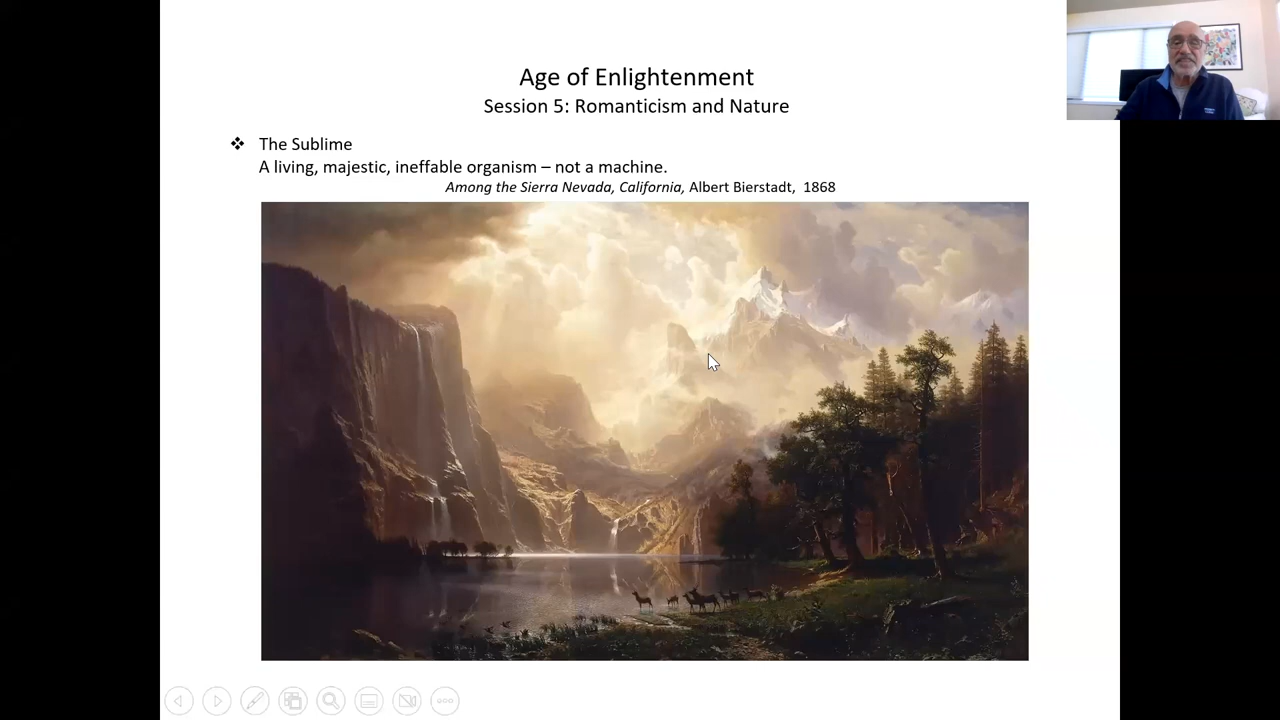 Age of Enlightenment
Session 5: Romanticism and Nature
❖ The Sublime
A living, majestic, ineffable organism – not a machine.
Among the Sierra Nevada, California, Albert Bierstadt, 1868